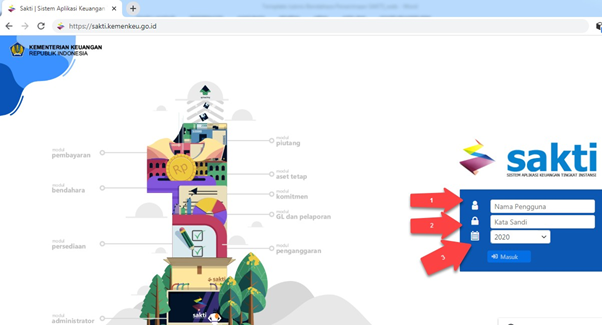 Sakti | Sistem Aplikasi Keuangan
https://sakti.kemenkeu.go.id
KEMENTERIAN KEUANGAN
REPUBLIK INDONESIA
modul
pembayaran
modul
bendahara
modul
persediaan
modul
administrator
modul
piutang
modul
aset tetap
modul
komitmen
modul
GL dan pelaporan
modul
penganggaran
RP
sakti
sakti
SISTEM APLIKASI KEUANGAN TINGKAT INSTANSI
1
Nama Pengguna
2
Kata Sandi
3
2020
Masuk